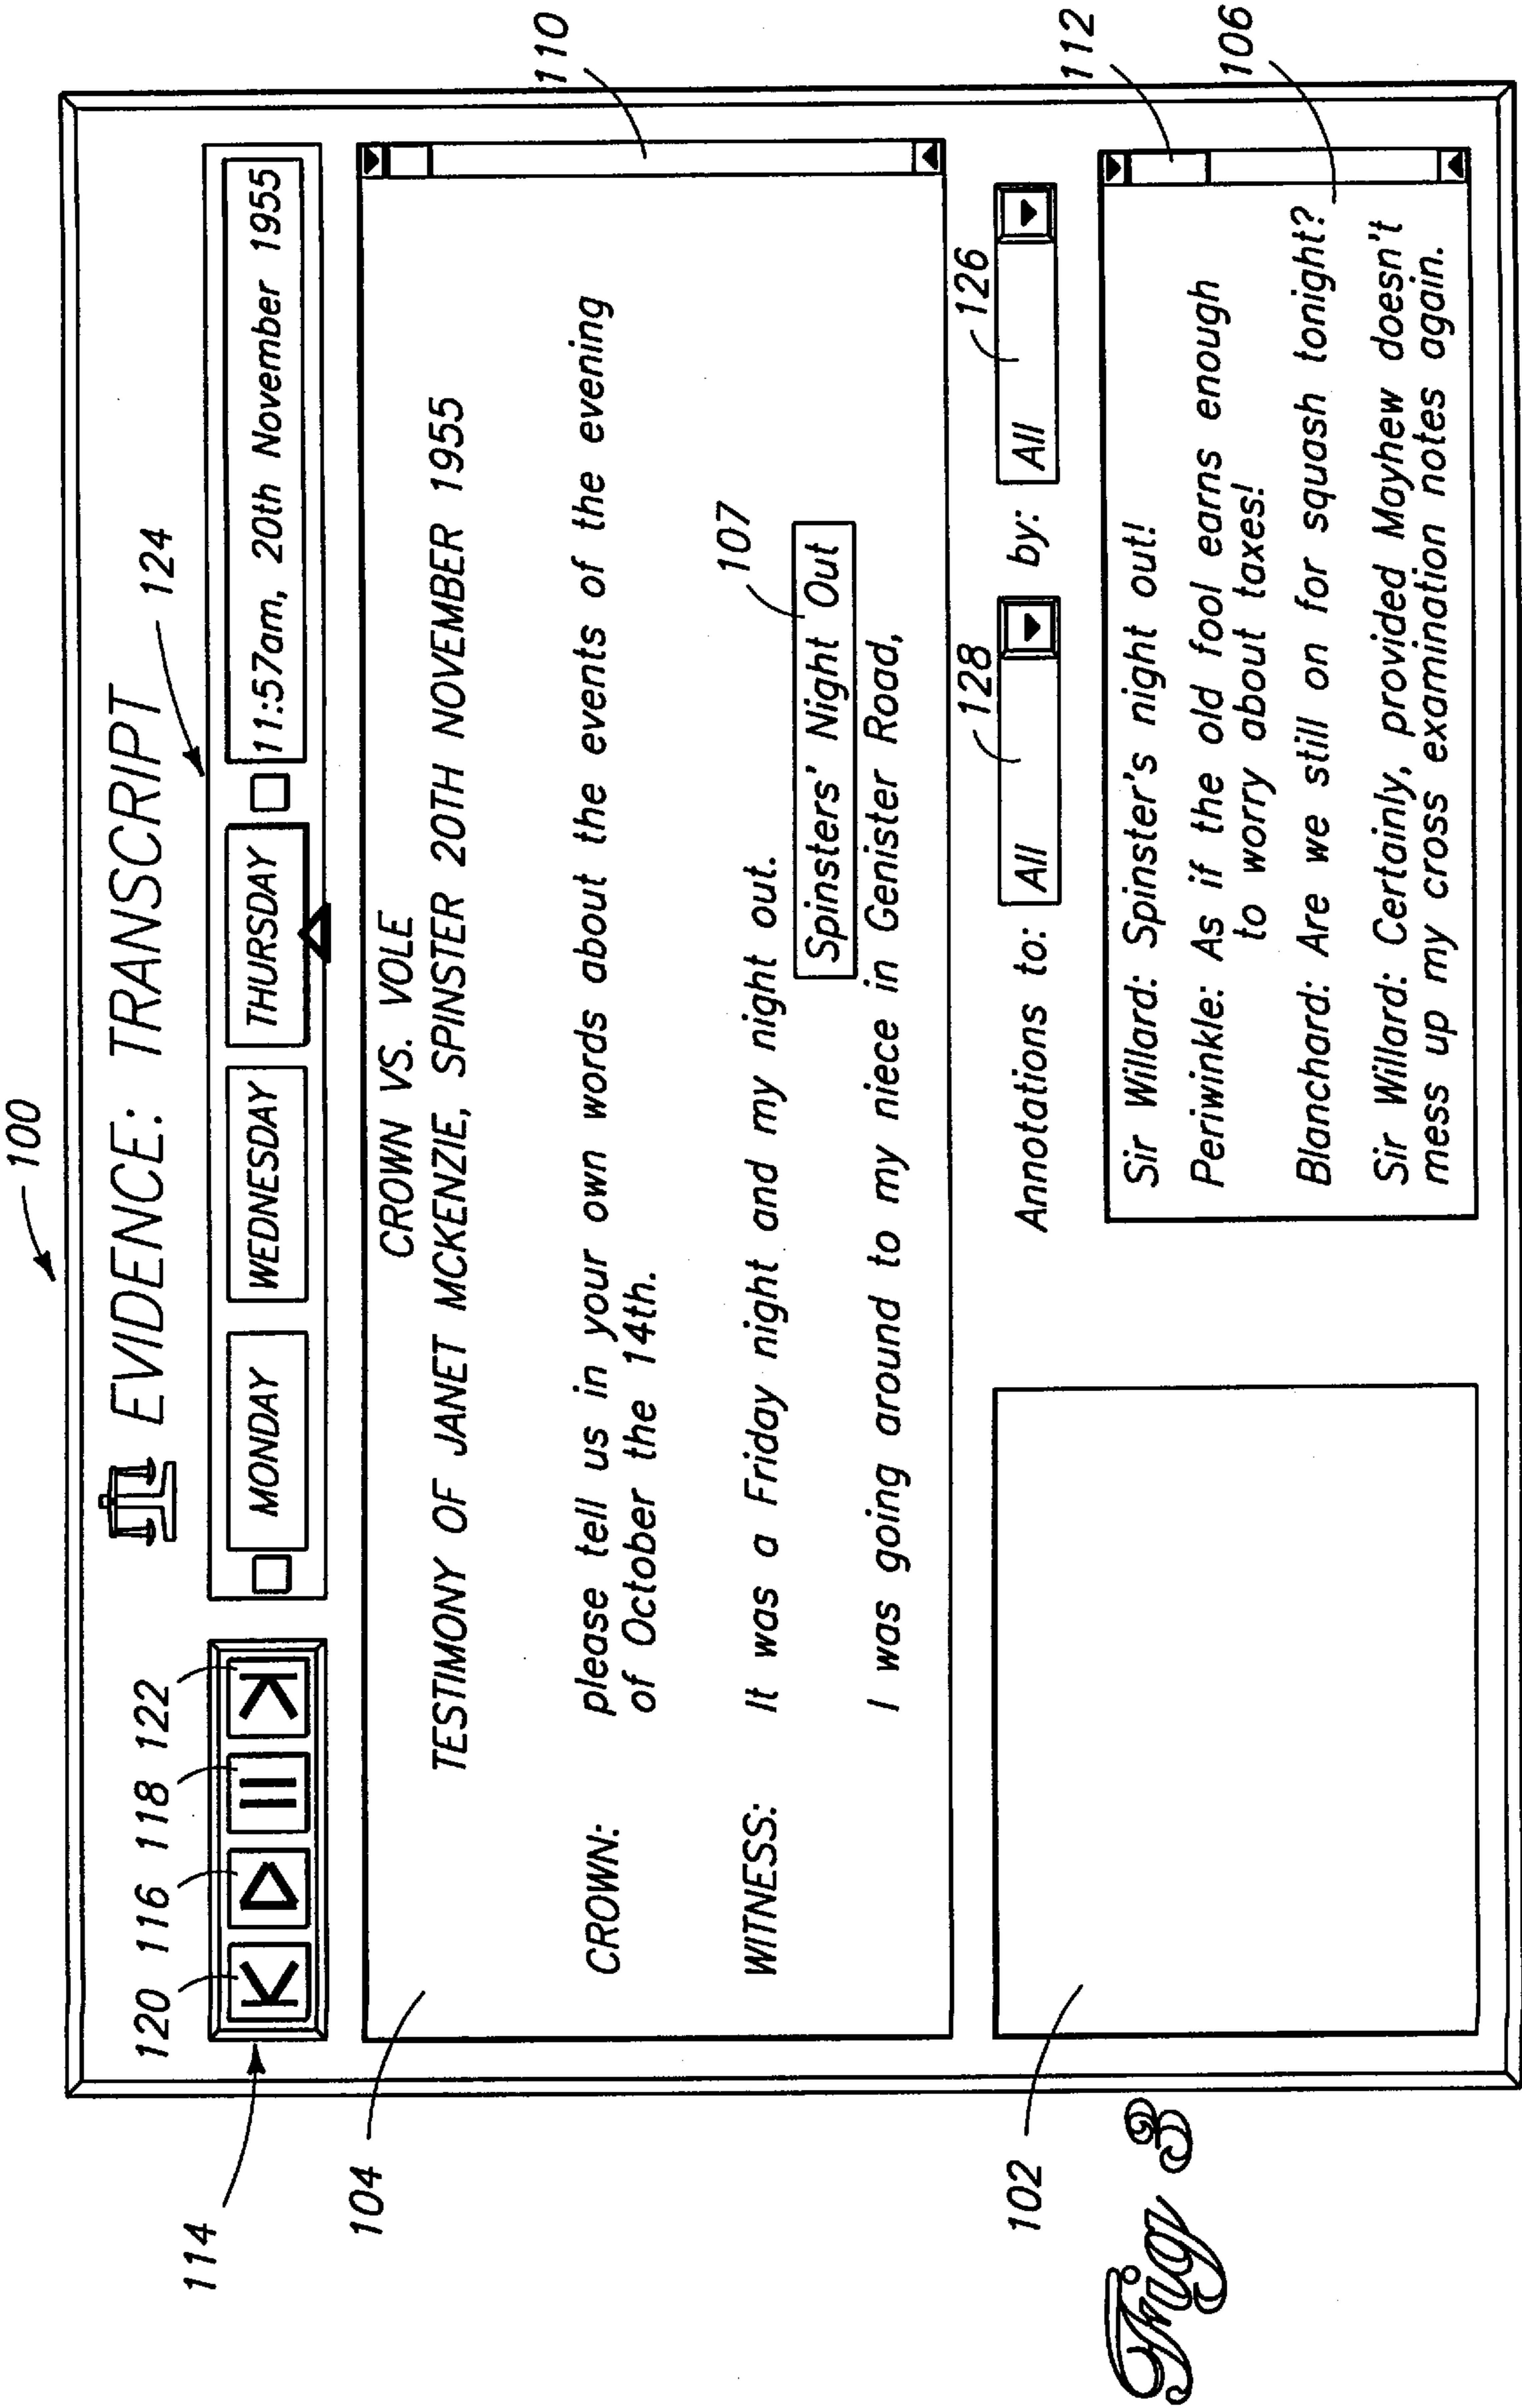 100
EVIDENCE: TRANSCRIPT
124
120 116 118 122
114
MONDAY WEDNESDAY THURSDAY 11:57am, 20th November 1955
104
CROWN VS. VOLE
TESTIMONY OF JANET MCKENZIE, SPINSTER 20TH NOVEMBER 1955
110
CROWN: please tell us in your own words about the events of the evening
of October the 14th.
107
WITNESS: It was a Friday night and my night out.
Spinsters' Night Out
I was going around to my niece in Genister Road,
128
126
102
Annotations to: All by: All
112
Sir Willard: Spinster's night out!
Periwinkle: As if the old fool earns enough
to worry about taxes!
106
Blanchard: Are we still on for squash tonight?
Sir Willard: Certainly, provided Mayhew doesn't
mess up my cross examination notes again.
Fig 3